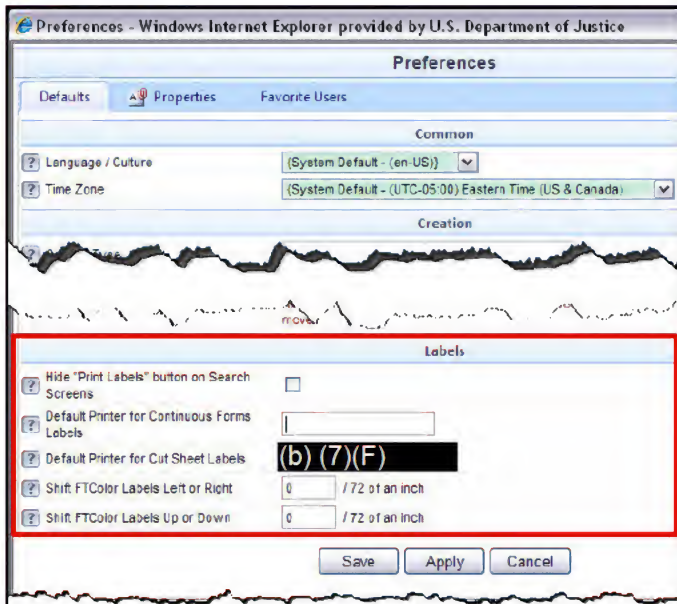 Preferences - Windows Internet Explorer provided by U.S. Department of Justice
Preferences
Defaults Properties Favorite Users
Common
? Language / Culture {System Default - (en-US)}
? Time Zone {System Default - (UTC-05:00) Eastern Time (US & Canada)
Creation
Labels
? Hide "Print Labels" button on Search
Screens
? Default Printer for Continuous Forms
Labels
? Default Printer for Cut Sheet Labels (b) (7)(F)
? Shift FTColor Labels Left or Right 0 / 72 of an inch
? Shift FTColor Labels Up or Down 0 / 72 of an inch
Save Apply Cancel